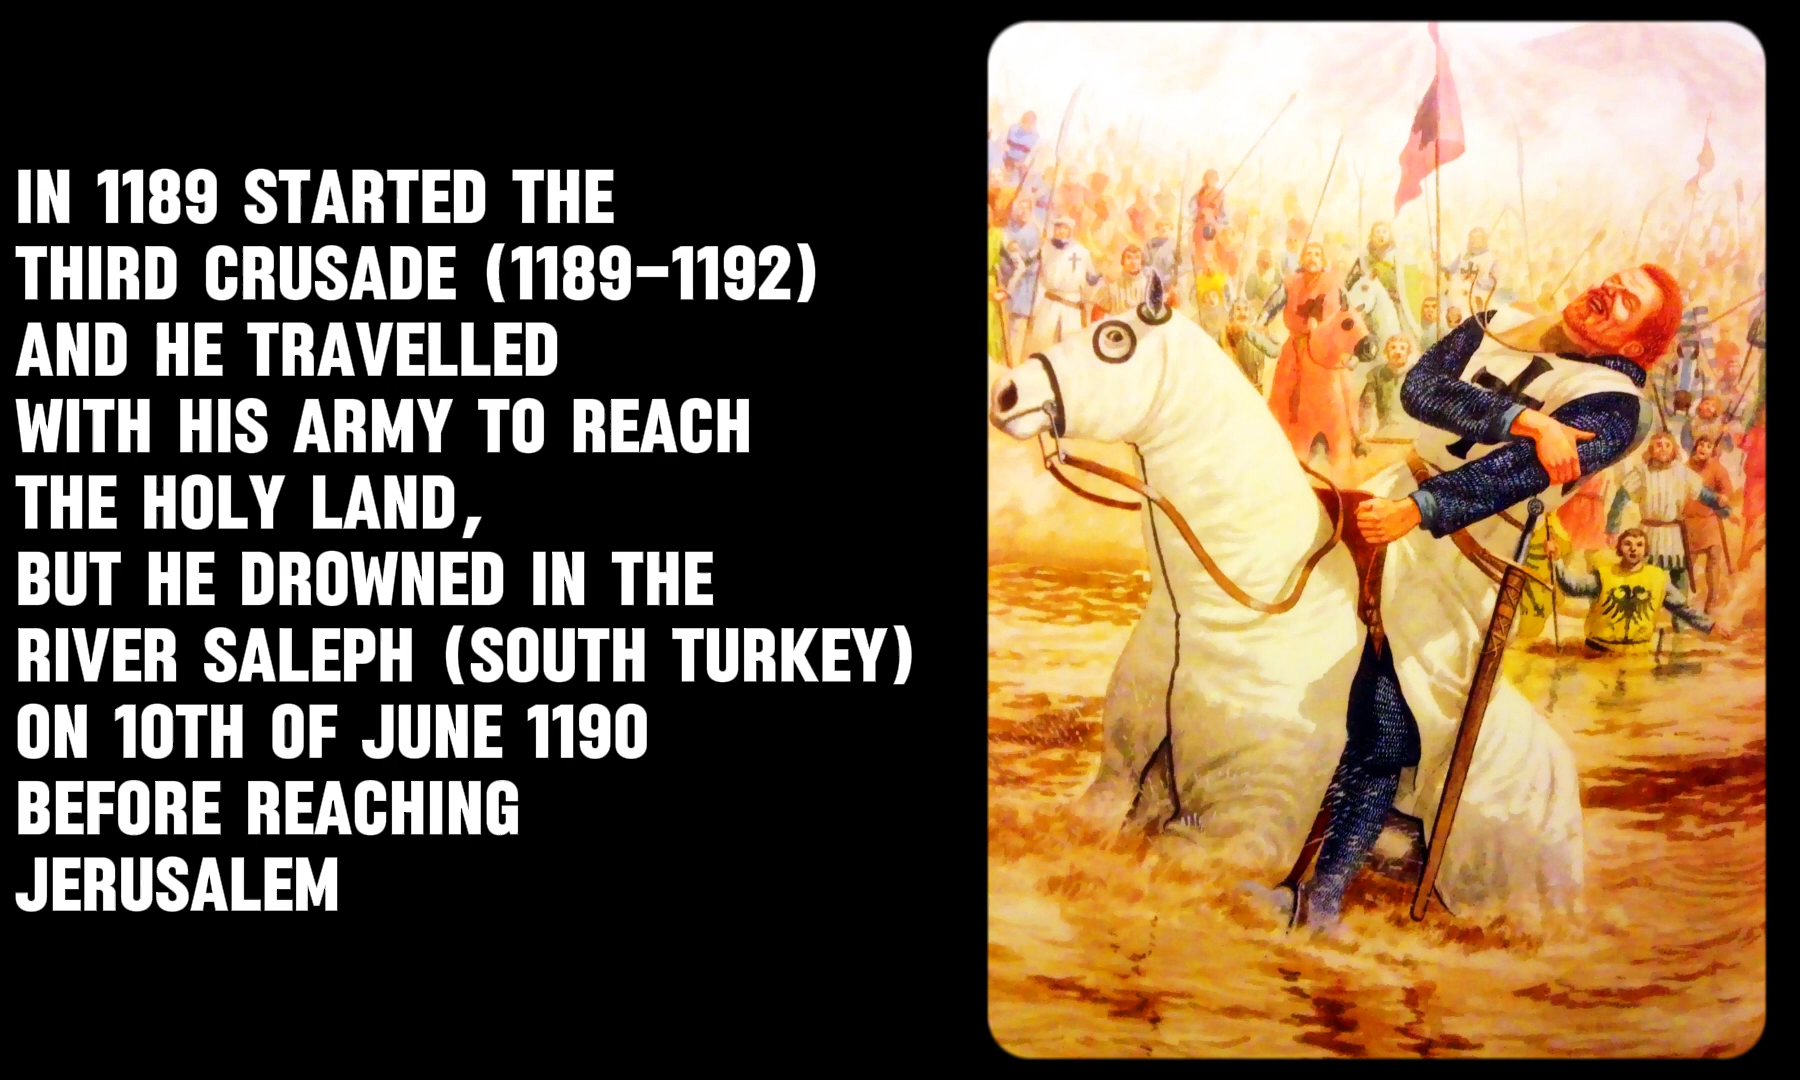 IN 1189 STARTED THE
THIRD CRUSADE (1189-1192)
AND HE TRAVELLED
WITH HIS ARMY TO REACH
THE HOLY LAND,
BUT HE DROWNED IN THE
RIVER SALEPH (SOUTH TURKEY)
ON 10TH OF JUNE 1190
BEFORE REACHING
JERUSALEM